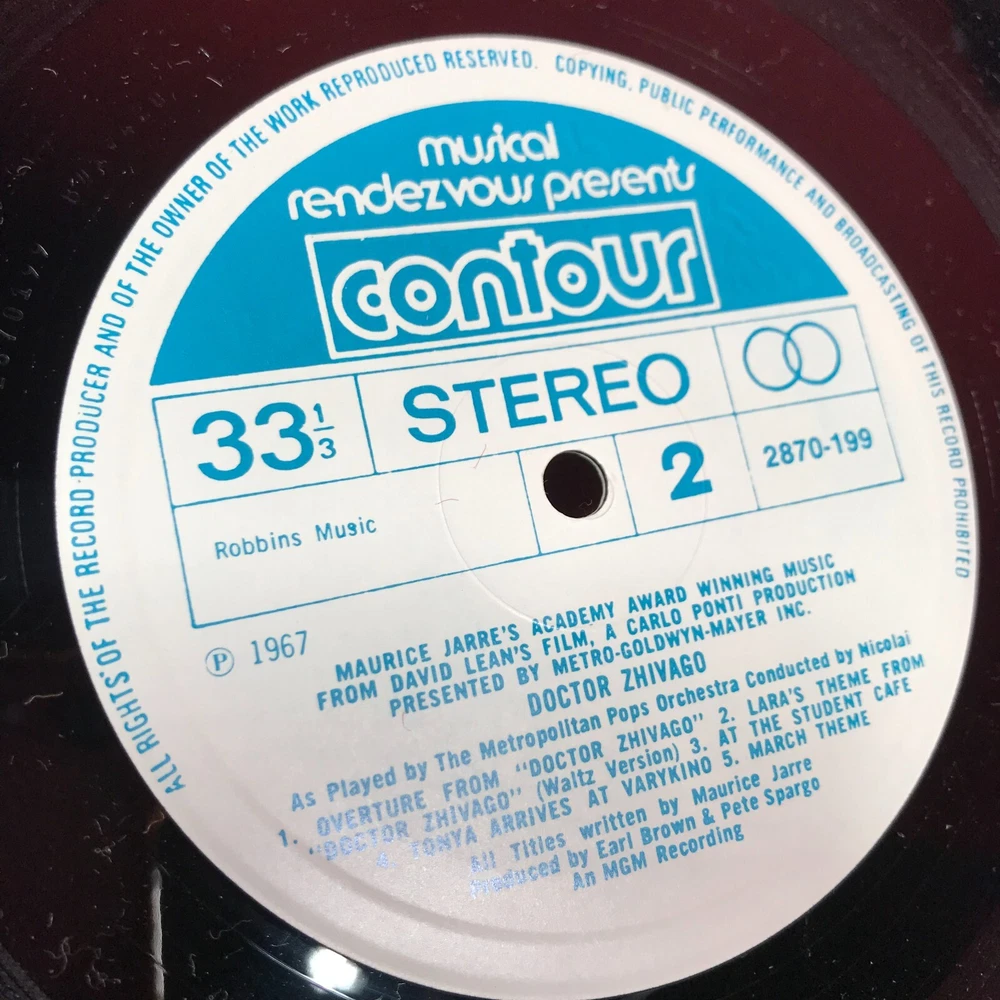 ALL RIGHTS OF THE RECORD·PRODUCER AND OF THE OWNER OF THE WORK REPRODUCED RESERVED. COPYING, PUBLIC PERFORMANCE AND BROADCASTING OF THIS RECORD PROHIBITED
musical
rendezvous presents
contour
33 1/3 STEREO
2 2870-199
Robbins Music
℗ 1967
MAURICE JARRE'S ACADEMY AWARD WINNING MUSIC
FROM DAVID LEAN'S FILM, A CARLO PONTI PRODUCTION
PRESENTED BY METRO-GOLDWYN-MAYER INC.
DOCTOR ZHIVAGO
As Played by The Metropolitan Pops Orchestra Conducted by Nicolai
1. OVERTURE FROM "DOCTOR ZHIVAGO" 2. LARA'S THEME FROM
"DOCTOR ZHIVAGO" (Waltz Version) 3. AT THE STUDENT CAFE
4. TONYA ARRIVES AT VARYKINO 5. MARCH THEME
All Titles written by Maurice Jarre
Produced by Earl Brown & Pete Spargo
An MGM Recording